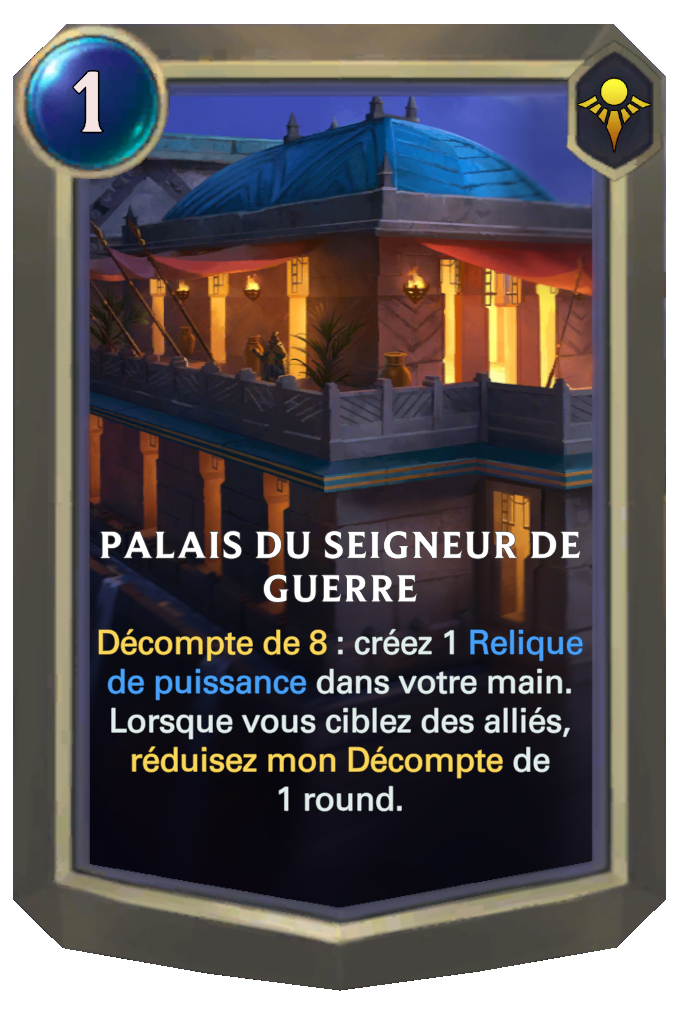 1
PALAIS DU SEIGNEUR DE
GUERRE
Décompte de 8 : créez 1 Relique
de puissance dans votre main.
Lorsque vous ciblez des alliés,
réduisez mon Décompte de
1 round.